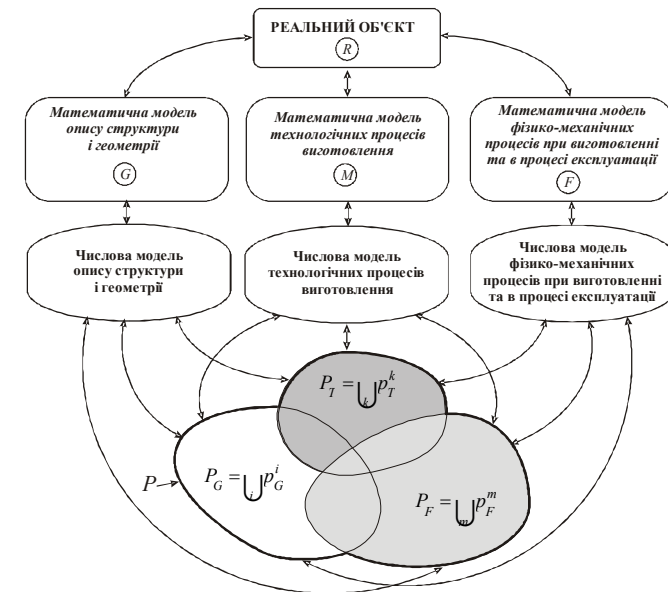 РЕАЛЬНИЙ ОБ'ЄКТ
R
Математична модель
опису структури
і геометрії
G
Математична модель
технологічних процесів
виготовлення
M
Математична модель
фізико-механічних
процесів при виготовленні
та в процесі експлуатації
F
Числова модель
опису структури
і геометрії
Числова модель
технологічних процесів
виготовлення
Числова модель
фізико-механічних
процесів при виготовленні
та в процесі експлуатації
P_T = ⋃_k p_T^k
P
P_G = ⋃_i p_G^i
P_F = ⋃_m p_F^m